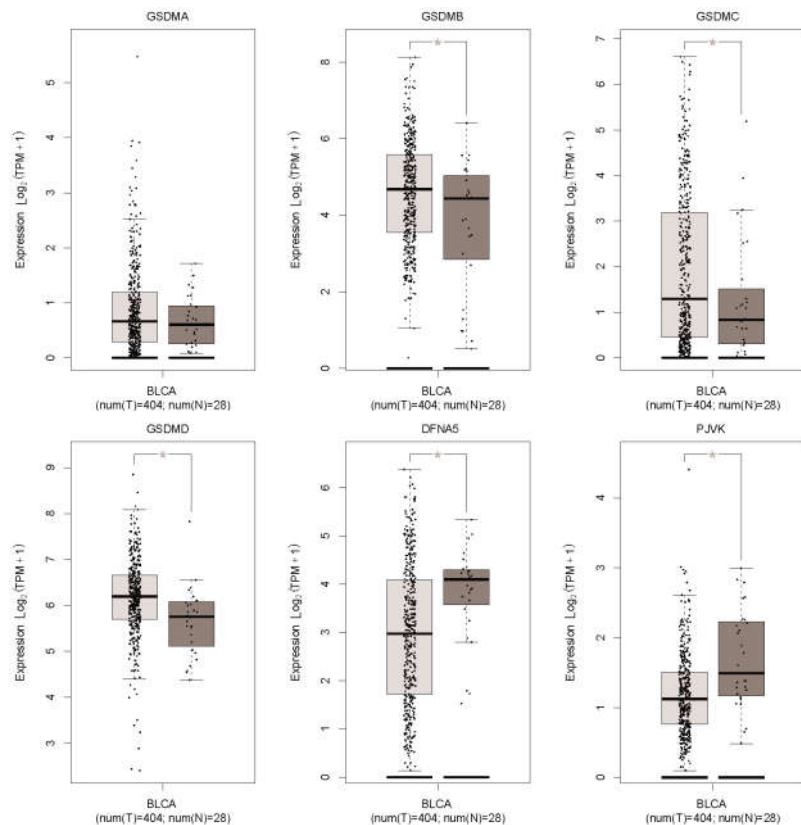 GSDMA
Expression Log₂(TPM+1)
5
4
3
2
1
0
BLCA
(num(T)=404; num(N)=28)
GSDMB
*
Expression Log₂(TPM+1)
8
6
4
2
0
BLCA
(num(T)=404; num(N)=28)
GSDMC
*
Expression Log₂(TPM+1)
7
6
5
4
3
2
1
0
BLCA
(num(T)=404; num(N)=28)
GSDMD
*
Expression Log₂(TPM+1)
9
8
7
6
5
4
3
BLCA
(num(T)=404; num(N)=28)
DFNA5
*
Expression Log₂(TPM+1)
6
5
4
3
2
1
0
BLCA
(num(T)=404; num(N)=28)
PJVK
*
Expression Log₂(TPM+1)
4
3
2
1
0
BLCA
(num(T)=404; num(N)=28)